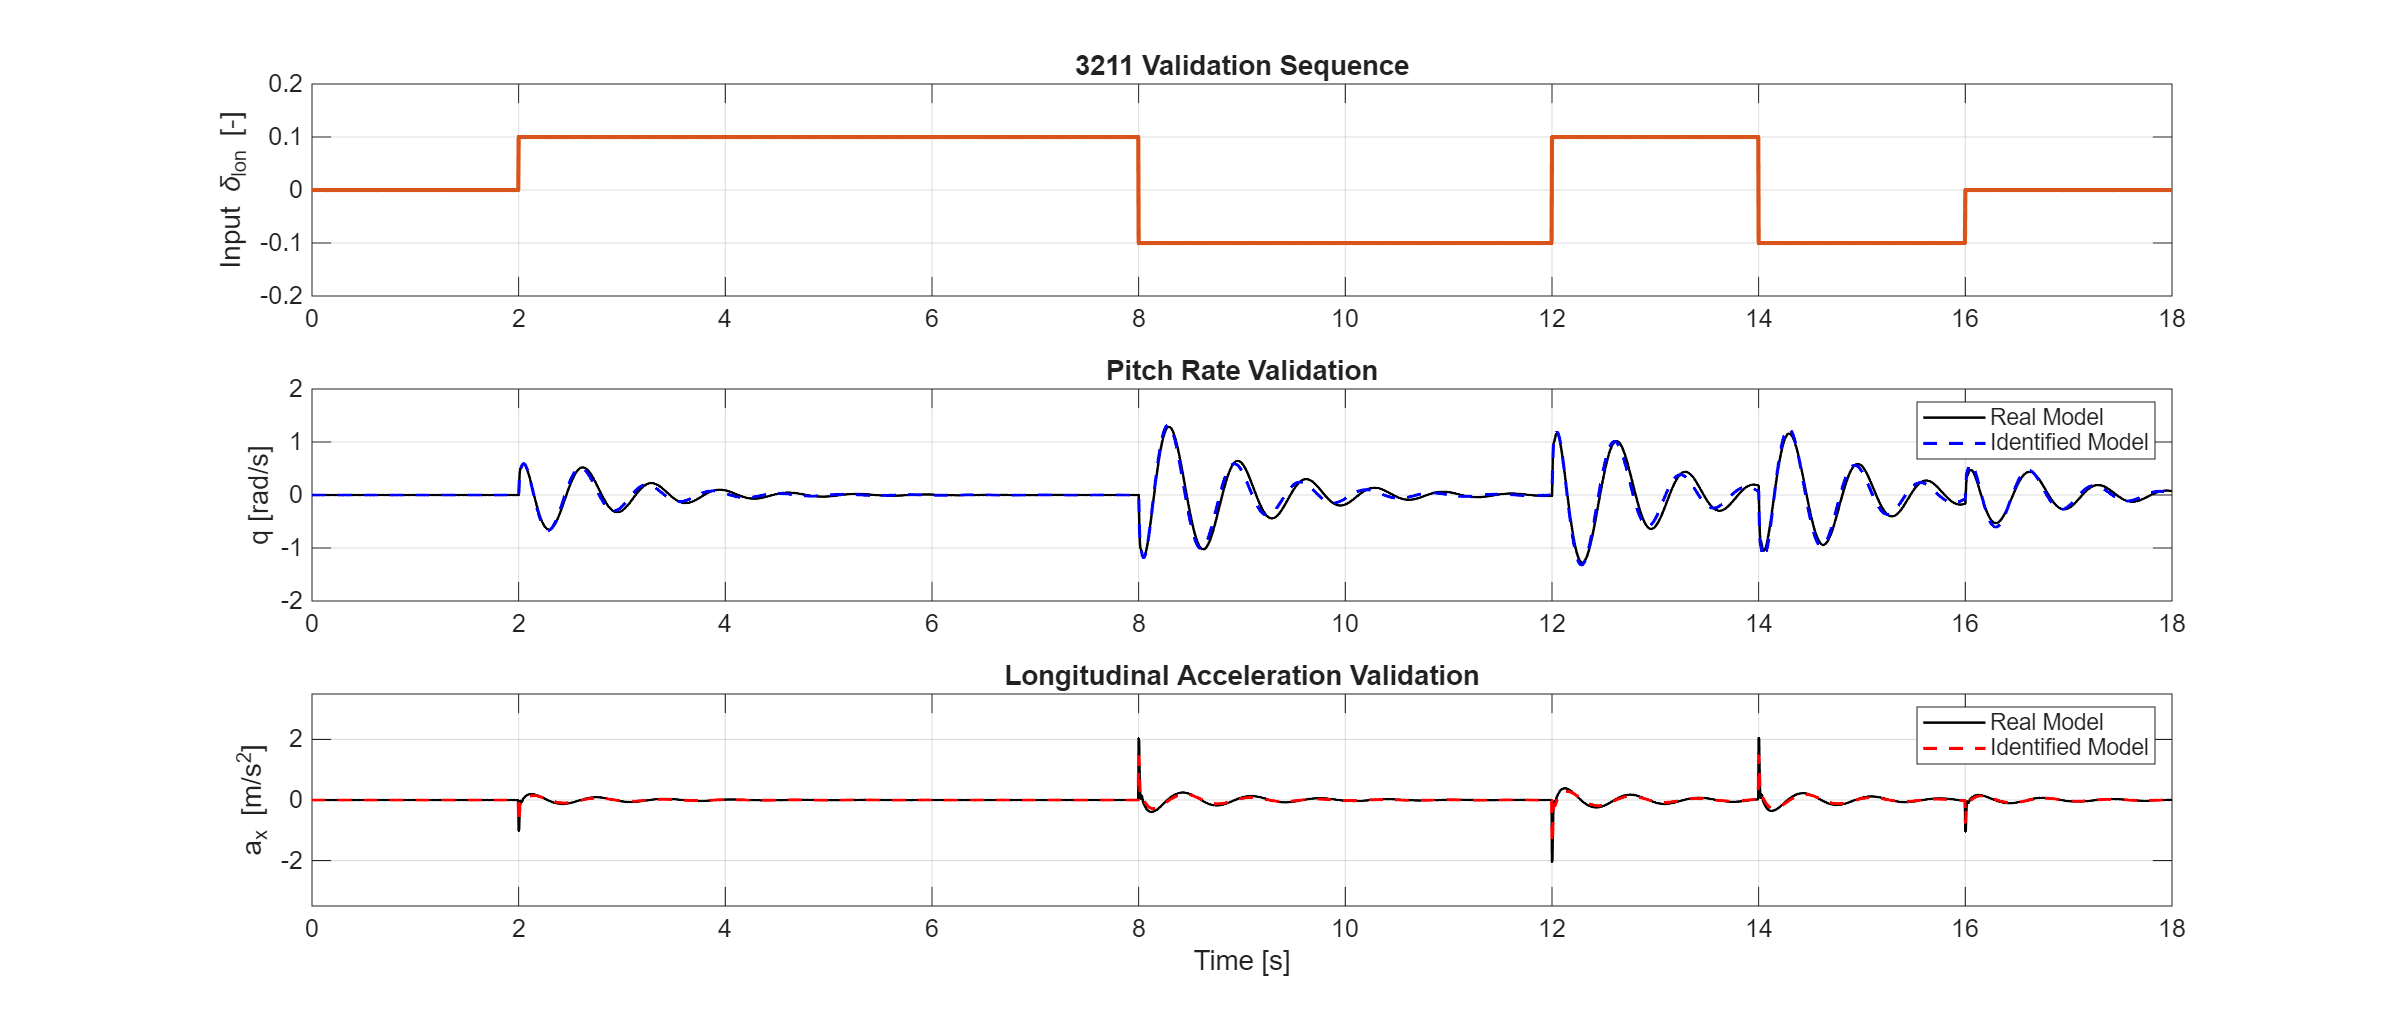 3211 Validation Sequence
Input δlon [-]
0.2
0.1
0
-0.1
-0.2
0 2 4 6 8 10 12 14 16 18
Pitch Rate Validation
q [rad/s]
2
1
0
-1
-2
Real Model
Identified Model
0 2 4 6 8 10 12 14 16 18
Longitudinal Acceleration Validation
ax [m/s2]
2
0
-2
Real Model
Identified Model
0 2 4 6 8 10 12 14 16 18
Time [s]